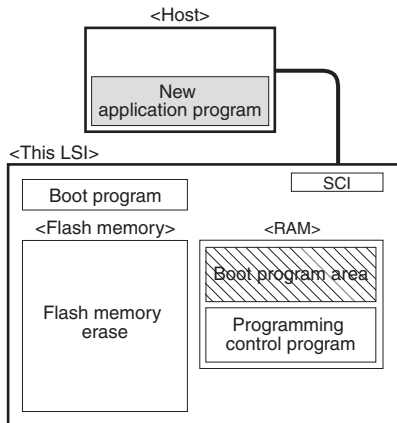 <Host>
New
application program
<This LSI>
SCI
Boot program
<Flash memory>
<RAM>
Boot program area
Flash memory
erase
Programming
control program